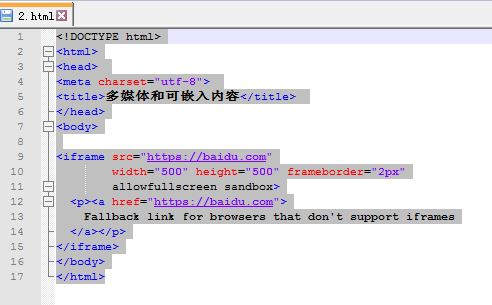 2.html
1 <!DOCTYPE html>
2 <html>
3 <head>
4 <meta charset="utf-8">
5 <title>多媒体和可嵌入内容</title>
6 </head>
7 <body>
8
9 <iframe src="https://baidu.com"
10 width="500" height="500" frameborder="2px"
11 allowfullscreen sandbox>
12 <p><a href="https://baidu.com">
13 Fallback link for browsers that don't support iframes
14 </a></p>
15 </iframe>
16 </body>
17 </html>